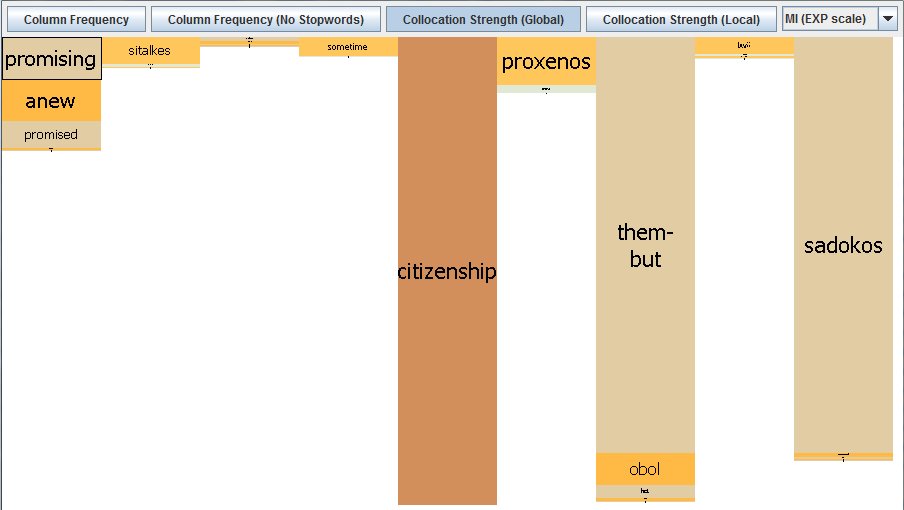 Column Frequency
Column Frequency (No Stopwords)
Collocation Strength (Global)
Collocation Strength (Local)
MI (EXP scale)
promising
anew
promised
sitalkes
sometime
citizenship
proxenos
them-
but
obol
sadokos